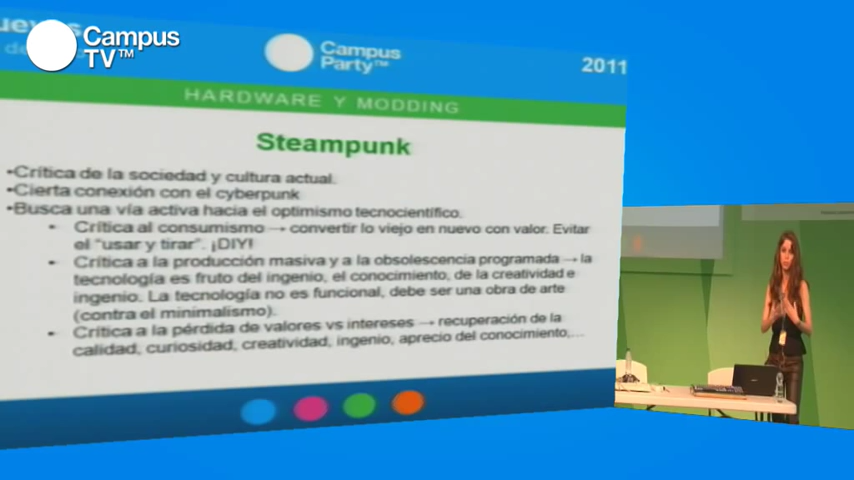 Campus
TV™
Campus
Party™
2011
HARDWARE Y MODDING
Steampunk
•Crítica de la sociedad y cultura actual.
•Cierta conexión con el cyberpunk
•Busca una vía activa hacia el optimismo tecnocientífico.
• Crítica al consumismo → convertir lo viejo en nuevo con valor. Evitar
el "usar y tirar". ¡DIY!
• Crítica a la producción masiva y a la obsolescencia programada → la
tecnología es fruto del ingenio, el conocimiento, de la creatividad e
ingenio. La tecnología no es funcional, debe ser una obra de arte
(contra el minimalismo).
• Crítica a la pérdida de valores vs intereses → recuperación de la
calidad, curiosidad, creatividad, ingenio, aprecio del conocimiento,...